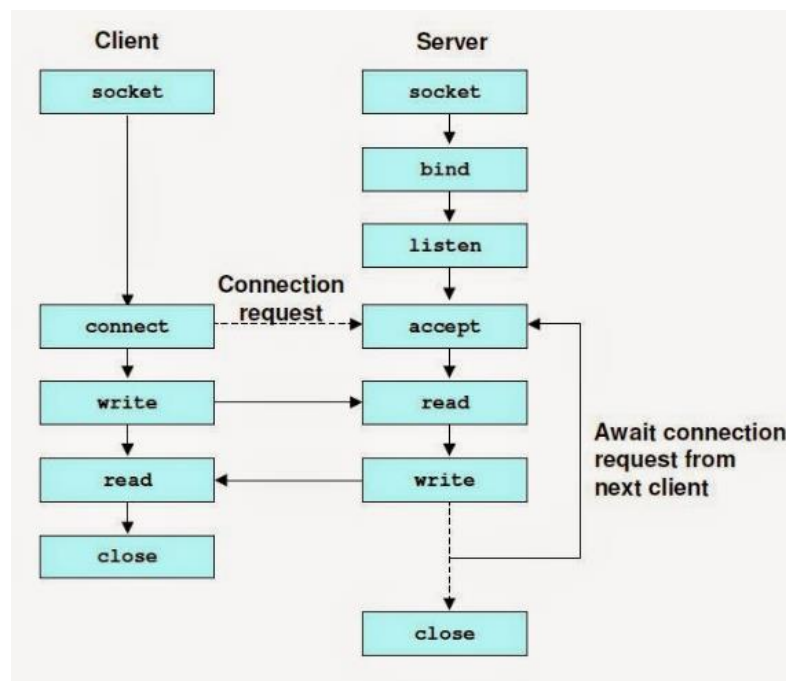 Client
Server
socket
socket
bind
listen
Connection
request
connect
accept
write
read
Await connection
request from
next client
read
write
close
close